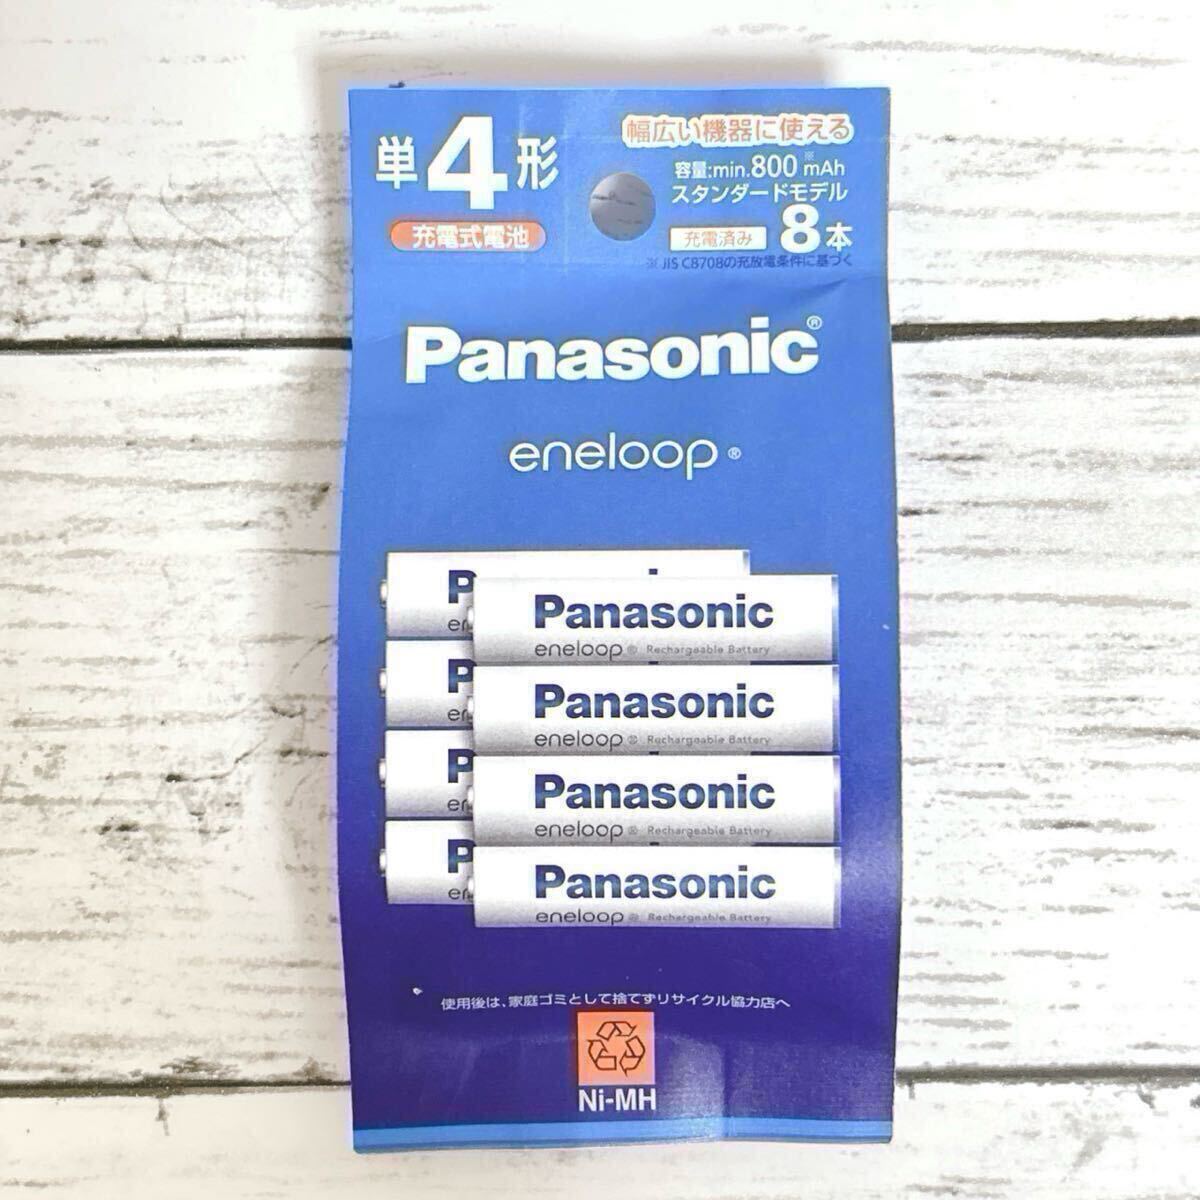 単4形
充電式電池
幅広い機器に使える
容量:min.800※mAh
スタンダードモデル
充電済み 8本
※JIS C8708の充放電条件に基づく
Panasonic®
eneloop®
P
en
Panasonic
eneloop® Rechargeable Battery
P
en
Panasonic
eneloop® Rechargeable Battery
P
en
Panasonic
eneloop® Rechargeable Battery
P
en
Panasonic
eneloop® Rechargeable Battery
使用後は、家庭ゴミとして捨てずリサイクル協力店へ
Ni-MH